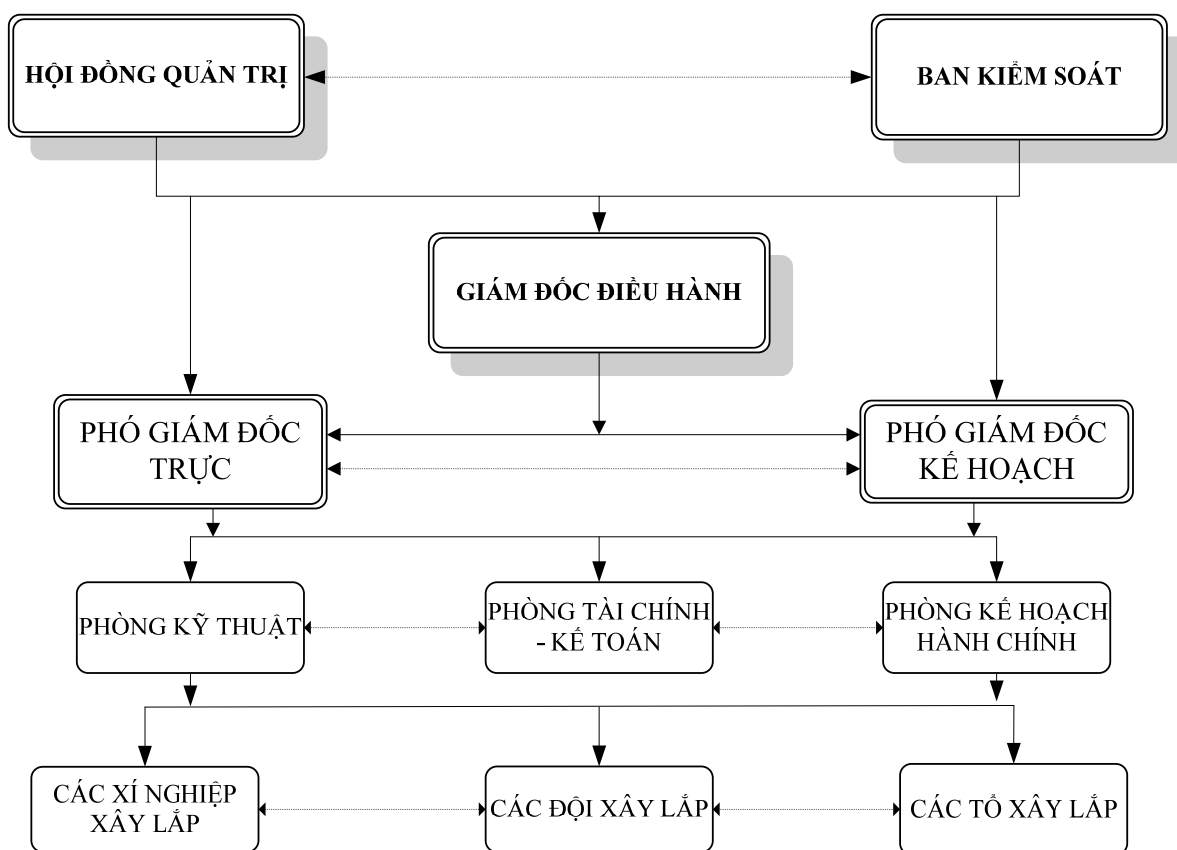 HỘI ĐỒNG QUẢN TRỊ
BAN KIỂM SOÁT
GIÁM ĐỐC ĐIỀU HÀNH
PHÓ GIÁM ĐỐC
TRỰC
PHÓ GIÁM ĐỐC
KẾ HOẠCH
PHÒNG KỸ THUẬT
PHÒNG TÀI CHÍNH
- KẾ TOÁN
PHÒNG KẾ HOẠCH
HÀNH CHÍNH
CÁC XÍ NGHIỆP
XÂY LẮP
CÁC ĐỘI XÂY LẮP
CÁC TỔ XÂY LẮP